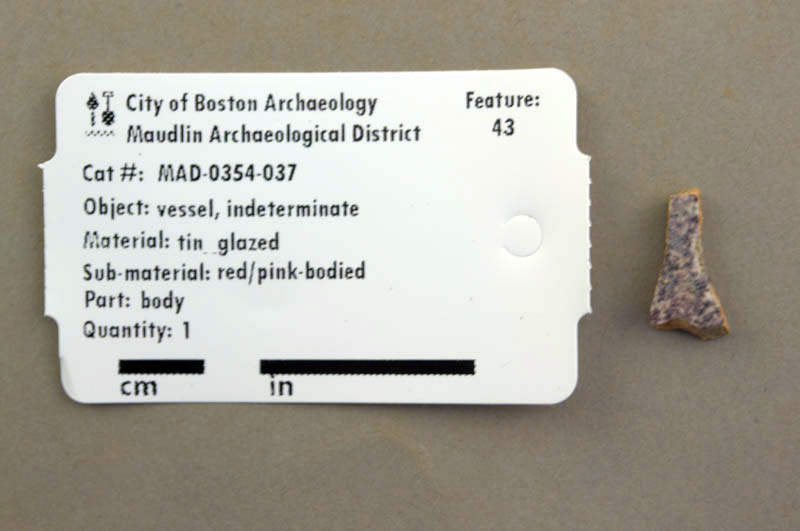 City of Boston Archaeology
Maudlin Archaeological District
Feature:
43
Cat #: MAD-0354-037
Object: vessel, indeterminate
Material: tin_glazed
Sub-material: red/pink-bodied
Part: body
Quantity: 1
cm
in